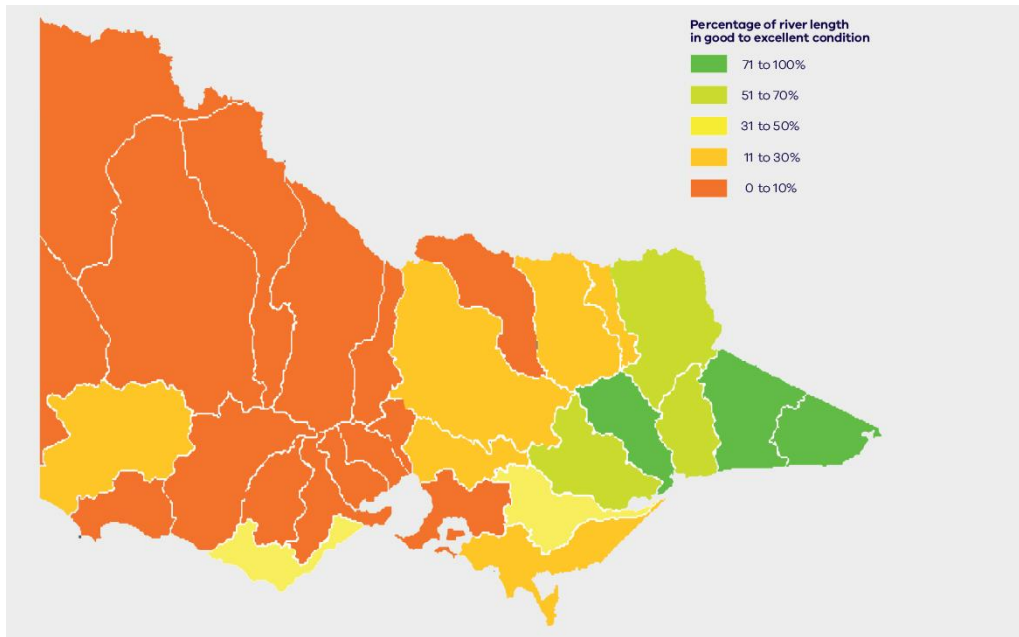 Percentage of river length
in good to excellent condition
71 to 100%
51 to 70%
31 to 50%
11 to 30%
0 to 10%